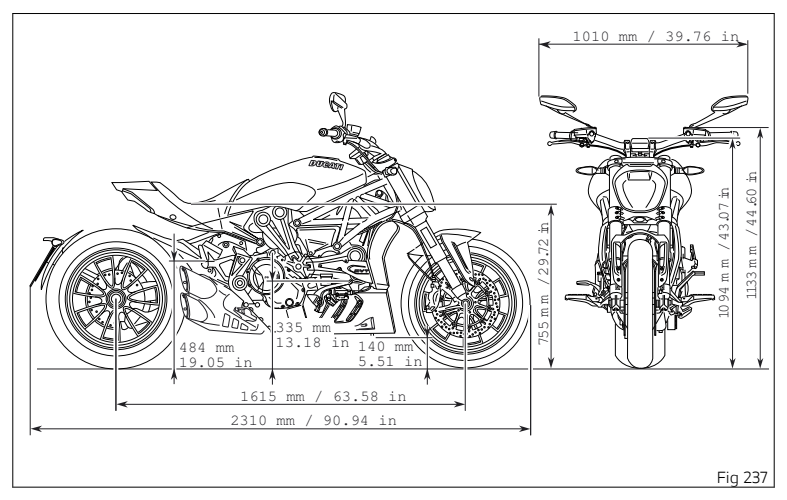 1010 mm / 39.76 in
DUCATI
755 mm / 29.72 in
1094 mm / 43.07 in
1133 mm / 44.60 in
335 mm
13.18 in
484 mm
19.05 in
140 mm
5.51 in
1615 mm / 63.58 in
2310 mm / 90.94 in
Fig 237